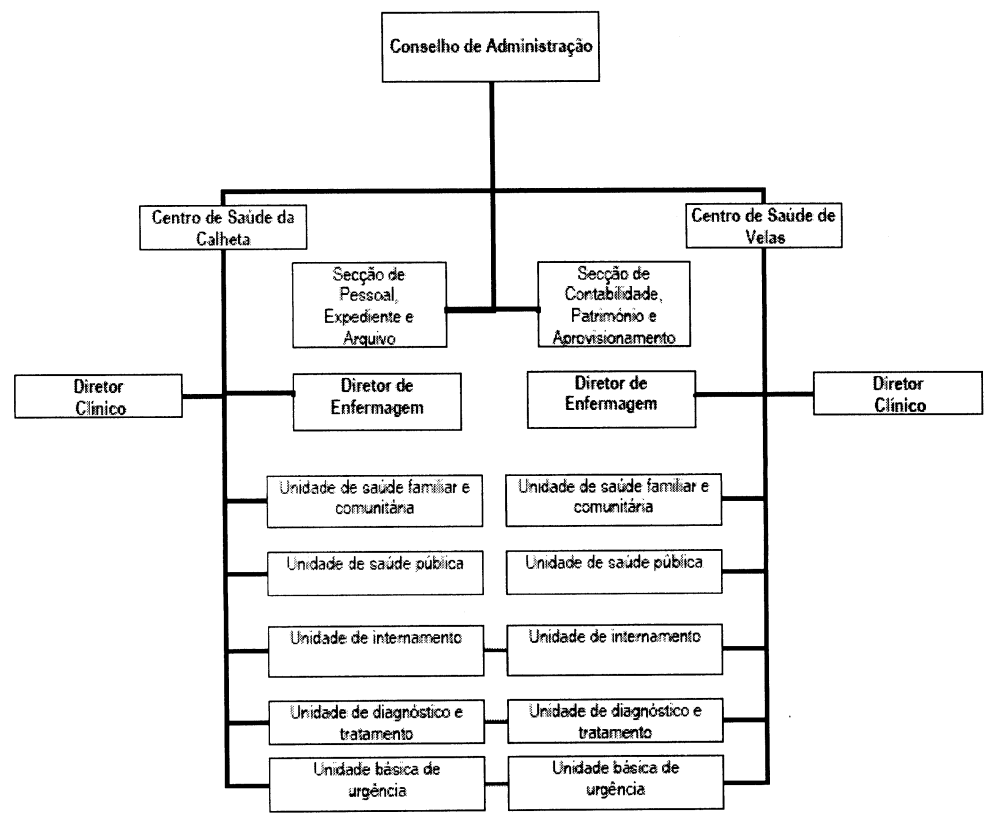 Conselho de Administração
Centro de Saúde da
Calheta
Centro de Saúde de
Velas
Secção de
Pessoal,
Expediente e
Arquivo
Secção de
Contabilidade,
Património e
Aprovisionamento
Diretor
Clínico
Diretor de
Enfermagem
Diretor de
Enfermagem
Diretor
Clínico
Unidade de saúde familiar e
comunitária
Unidade de saúde familiar e
comunitária
Unidade de saúde pública
Unidade de saúde pública
Unidade de internamento
Unidade de internamento
Unidade de diagnóstico e
tratamento
Unidade de diagnóstico e
tratamento
Unidade básica de
urgência
Unidade básica de
urgência